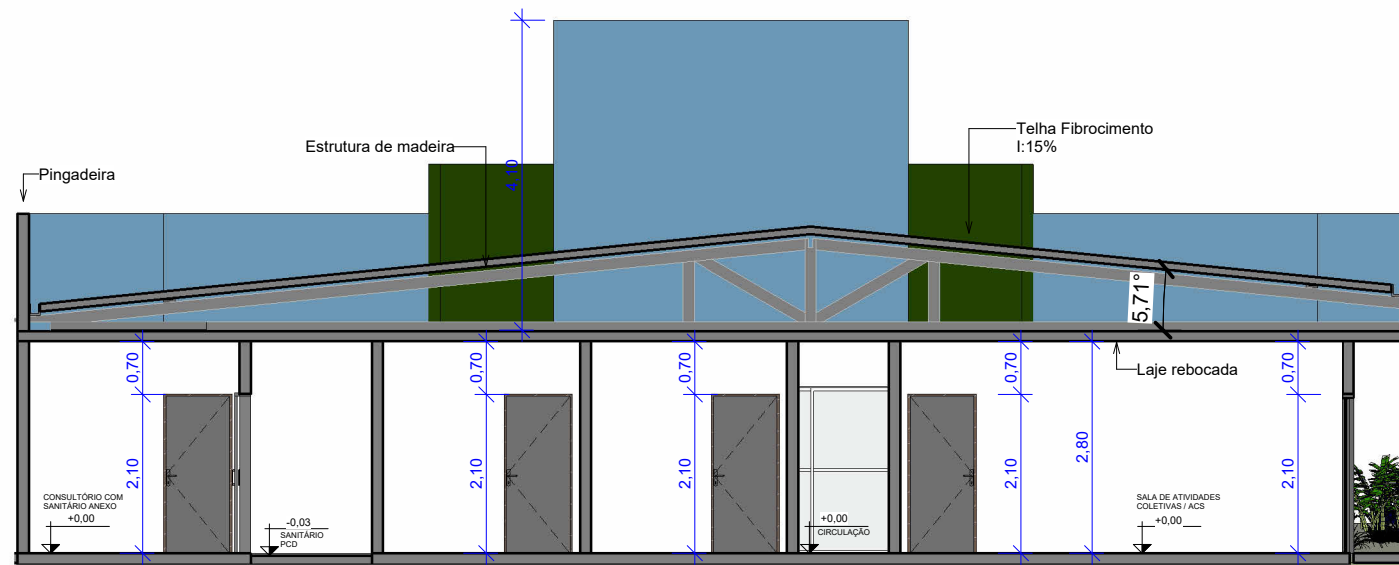 4,10
Telha Fibrocimento
I:15%
Estrutura de madeira
Pingadeira
5,71°
0,70
0,70
0,70
0,70
0,70
Laje rebocada
2,80
2,10
2,10
2,10
2,10
2,10
CONSULTÓRIO COM
SANITÁRIO ANEXO
+0,00
-0,03
SANITÁRIO
PCD
+0,00
CIRCULAÇÃO
SALA DE ATIVIDADES
COLETIVAS / ACS
+0,00